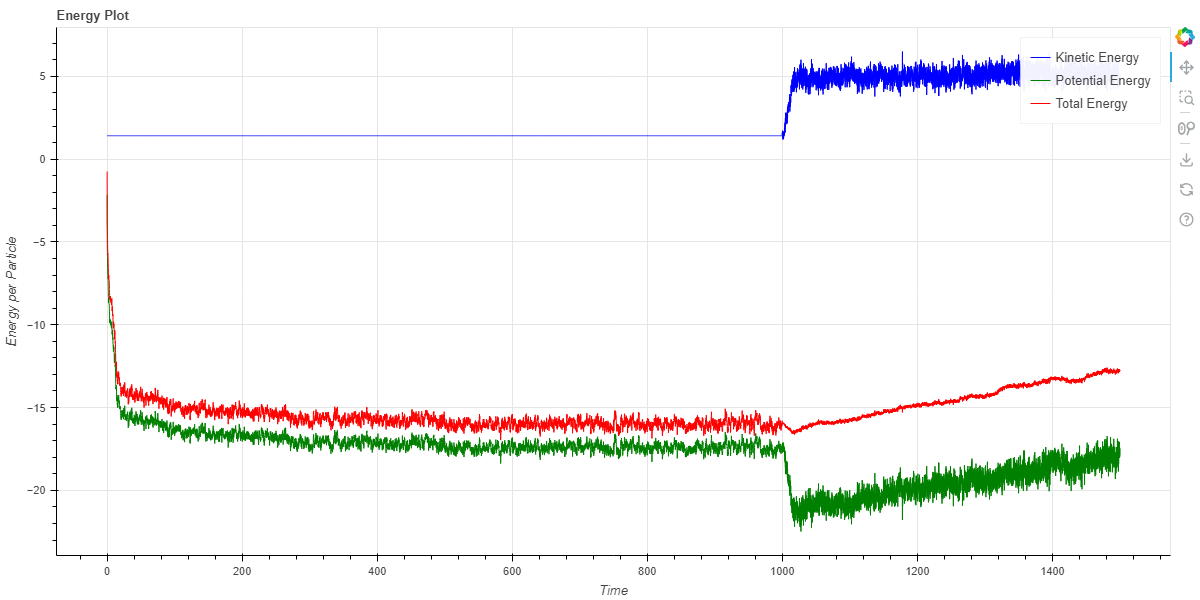 Energy Plot
Kinetic Energy
Potential Energy
Total Energy
5
0
−5
−10
−15
−20
Energy per Particle
0
200
400
600
800
1000
1200
1400
Time